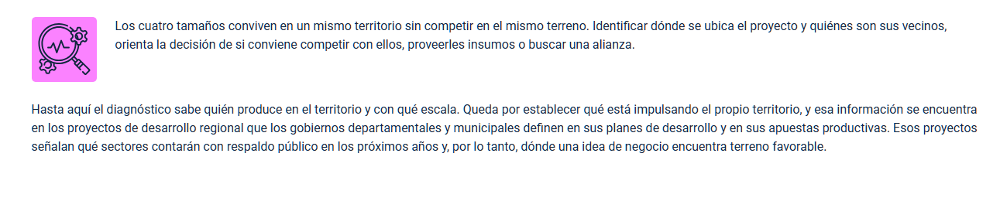 Los cuatro tamaños conviven en un mismo territorio sin competir en el mismo terreno. Identificar dónde se ubica el proyecto y quiénes son sus vecinos,
orienta la decisión de si conviene competir con ellos, proveerles insumos o buscar una alianza.
Hasta aquí el diagnóstico sabe quién produce en el territorio y con qué escala. Queda por establecer qué está impulsando el propio territorio, y esa información se encuentra
en los proyectos de desarrollo regional que los gobiernos departamentales y municipales definen en sus planes de desarrollo y en sus apuestas productivas. Esos proyectos
señalan qué sectores contarán con respaldo público en los próximos años y, por lo tanto, dónde una idea de negocio encuentra terreno favorable.